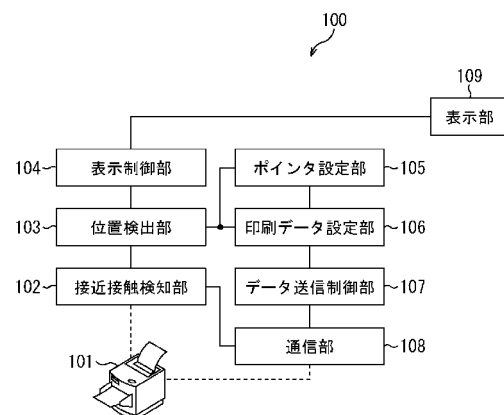 100
109
表示部
104
表示制御部
ポインタ設定部
105
103
位置検出部
印刷データ設定部
106
102
接近接触検知部
データ送信制御部
107
101
通信部
108